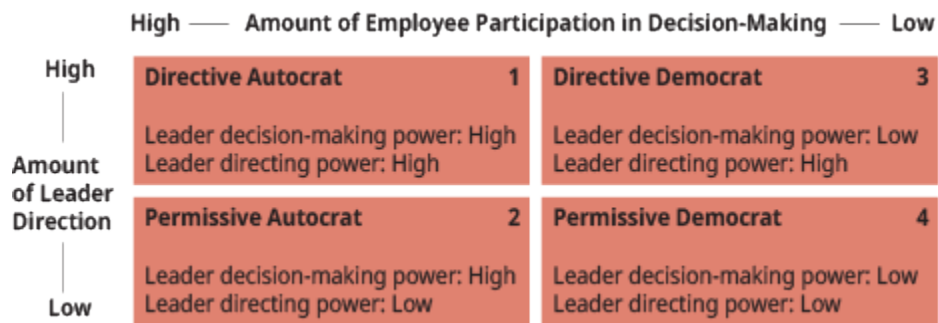 High — Amount of Employee Participation in Decision-Making — Low
High
Amount
of Leader
Direction
Low
Directive Autocrat 1
Leader decision-making power: High
Leader directing power: High
Directive Democrat 3
Leader decision-making power: Low
Leader directing power: High
Permissive Autocrat 2
Leader decision-making power: High
Leader directing power: Low
Permissive Democrat 4
Leader decision-making power: Low
Leader directing power: Low